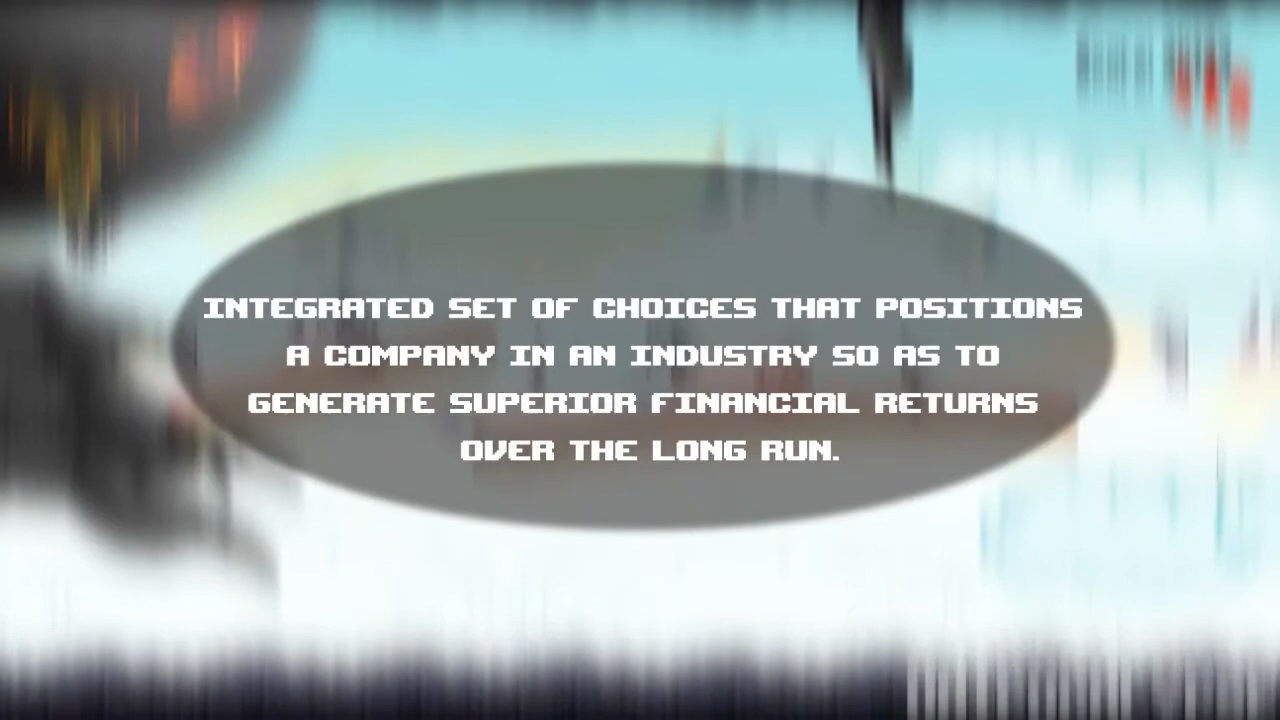 INTEGRATED SET OF CHOICES THAT POSITIONS
A COMPANY IN AN INDUSTRY SO AS TO
GENERATE SUPERIOR FINANCIAL RETURNS
OVER THE LONG RUN.